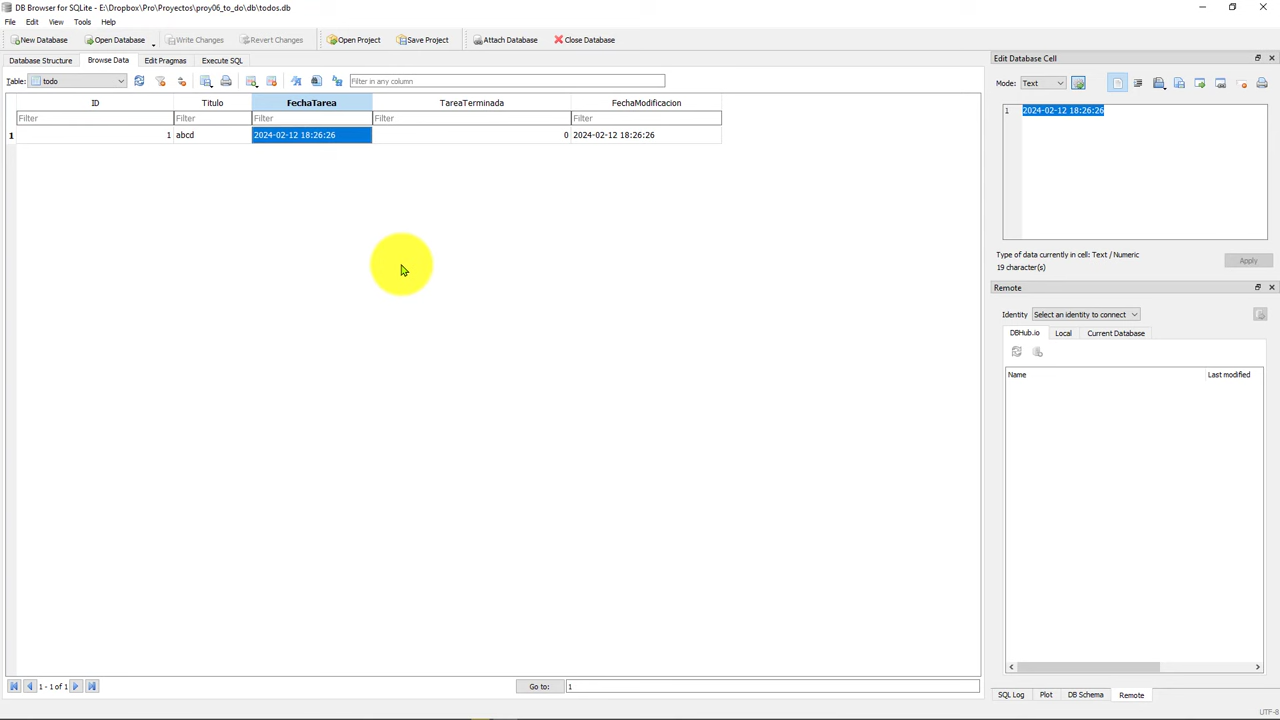 DB Browser for SQLite - E:\Dropbox\Pro\Proyectos\proy06_to_do\db\todos.db
File Edit View Tools Help
New Database Open Database Write Changes Revert Changes Open Project Save Project Attach Database Close Database
Database Structure Browse Data Edit Pragmas Execute SQL
Table: todo Filter in any column
ID Titulo FechaTarea TareaTerminada FechaModificacion
Filter Filter Filter Filter Filter
1 1 abcd 2024-02-12 18:26:26 0 2024-02-12 18:26:26
1 - 1 of 1 Go to: 1
Edit Database Cell
Mode: Text
1 2024-02-12 18:26:26
Type of data currently in cell: Text / Numeric
19 character(s)
Apply
Remote
Identity Select an identity to connect
DBHub.io Local Current Database
Name Last modified
SQL Log Plot DB Schema Remote
UTF-8